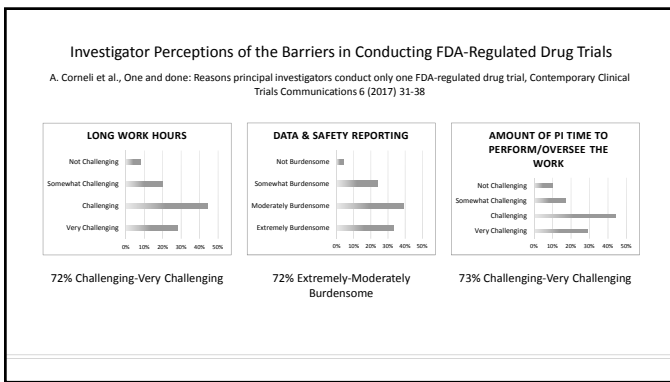 Investigator Perceptions of the Barriers in Conducting FDA-Regulated Drug Trials
A. Corneli et al., One and done: Reasons principal investigators conduct only one FDA-regulated drug trial, Contemporary Clinical
Trials Communications 6 (2017) 31-38
LONG WORK HOURS
Not Challenging
Somewhat Challenging
Challenging
Very Challenging
0% 10% 20% 30% 40% 50%
72% Challenging-Very Challenging
DATA & SAFETY REPORTING
Not Burdensome
Somewhat Burdensome
Moderately Burdensome
Extremely Burdensome
0% 10% 20% 30% 40% 50%
72% Extremely-Moderately
Burdensome
AMOUNT OF PI TIME TO
PERFORM/OVERSEE THE
WORK
Not Challenging
Somewhat Challenging
Challenging
Very Challenging
0% 10% 20% 30% 40% 50%
73% Challenging-Very Challenging